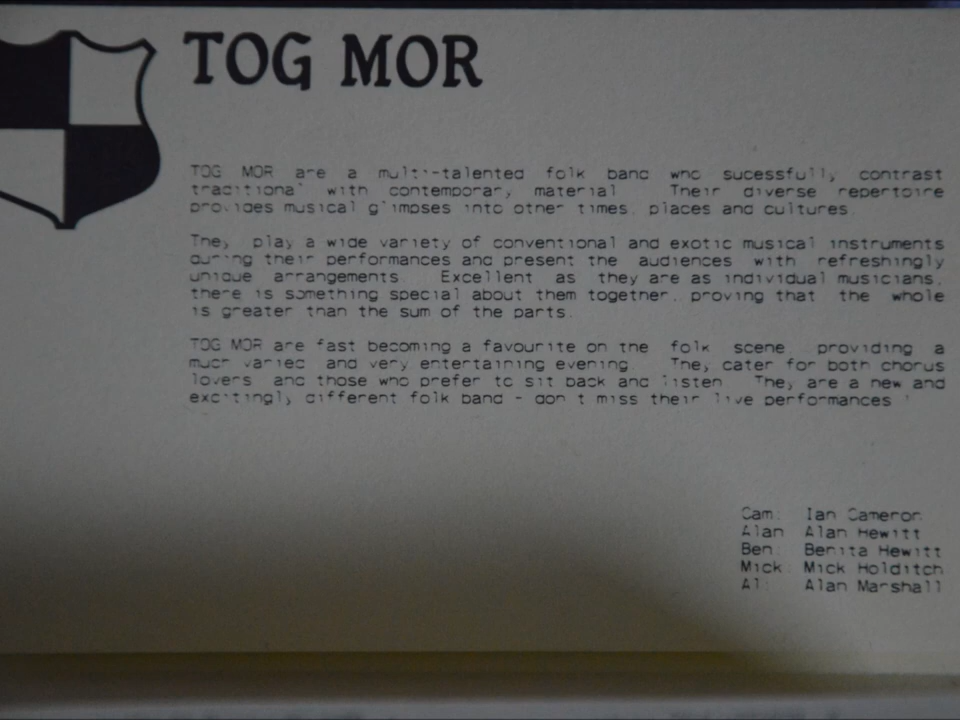 TOG MOR
TOG MOR are a multi-talented folk band who sucessfully contrast
traditional with contemporary material. Their diverse repertoire
provides musical glimpses into other times, places and cultures.
They play a wide variety of conventional and exotic musical instruments
during their performances and present the audiences with refreshingly
unique arrangements. Excellent as they are as individual musicians,
there is something special about them together, proving that the whole
is greater than the sum of the parts.
TOG MOR are fast becoming a favourite on the folk scene, providing a
much varied and very entertaining evening. They cater for both chorus
lovers and those who prefer to sit back and listen. They are a new and
excitingly different folk band - don't miss their live performances !
Cam: Ian Cameron
Alan: Alan Hewitt
Ben: Benita Hewitt
Mick: Mick Holditch
Al: Alan Marshall